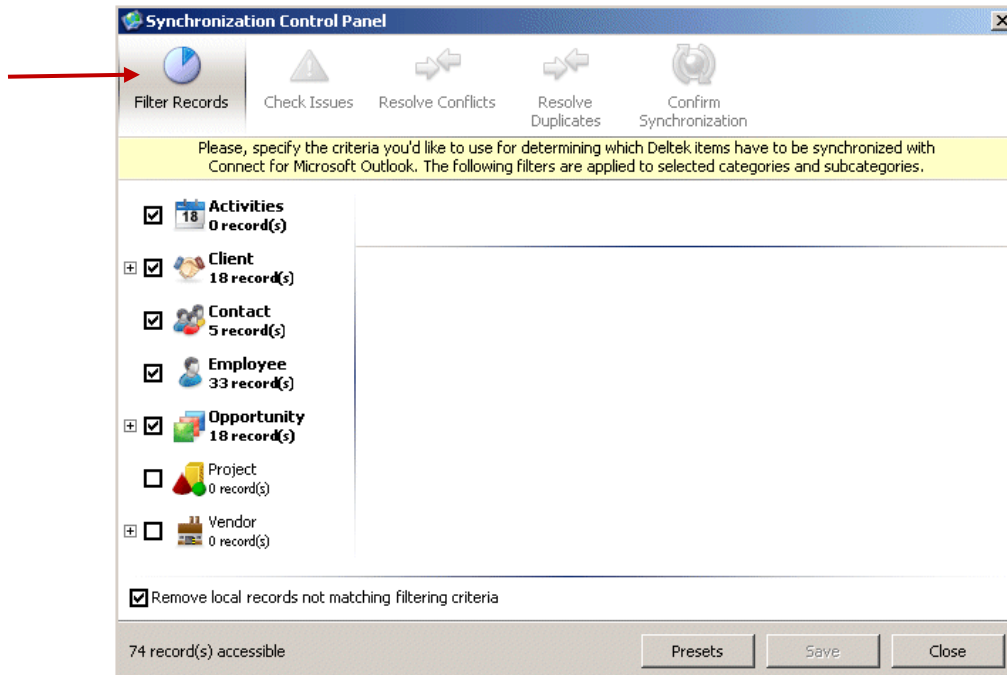 Synchronization Control Panel
Filter Records
Check Issues
Resolve Conflicts
Resolve
Duplicates
Confirm
Synchronization
Please, specify the criteria you'd like to use for determining which Deltek items have to be synchronized with
Connect for Microsoft Outlook. The following filters are applied to selected categories and subcategories.
18
Activities
0 record(s)
Client
18 record(s)
Contact
5 record(s)
Employee
33 record(s)
Opportunity
18 record(s)
Project
0 record(s)
Vendor
0 record(s)
Remove local records not matching filtering criteria
74 record(s) accessible
Presets
Save
Close